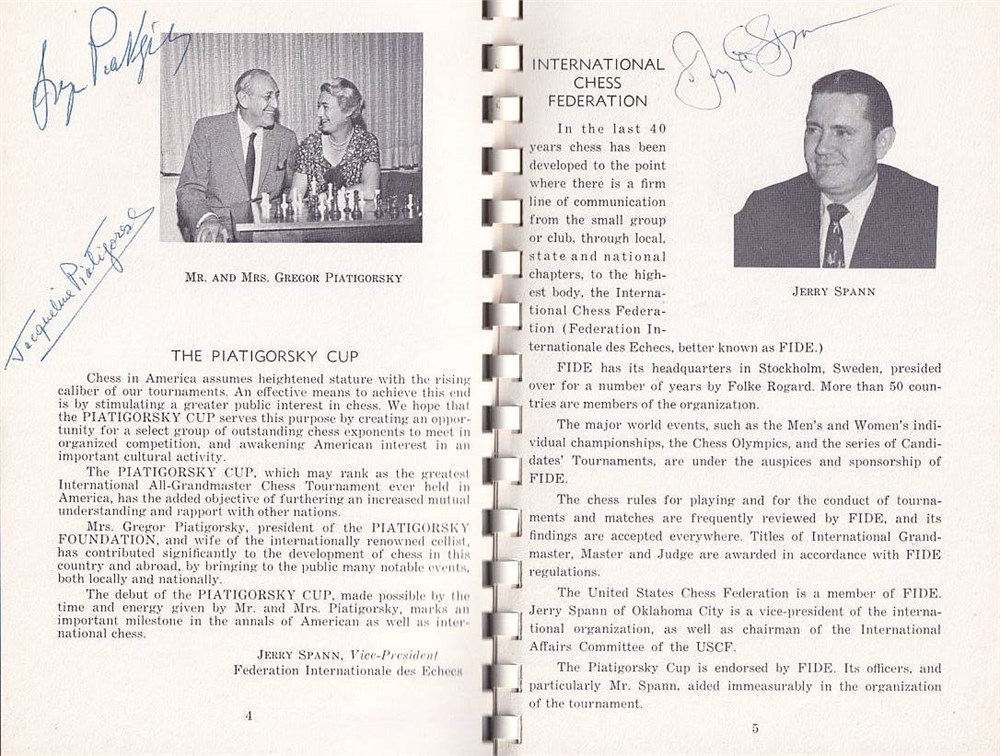 Jacqueline Piatigorsky
MR. AND MRS. GREGOR PIATIGORSKY
THE PIATIGORSKY CUP
Chess in America assumes heightened stature with the rising
caliber of our tournaments. An effective means to achieve this end
is by stimulating a greater public interest in chess. We hope that
the PIATIGORSKY CUP serves this purpose by creating an oppor-
tunity for a select group of outstanding chess exponents to meet in
organized competition, and awakening American interest in an
important cultural activity.
The PIATIGORSKY CUP, which may rank as the greatest
International All-Grandmaster Chess Tournament ever held in
America, has the added objective of furthering an increased mutual
understanding and rapport with other nations.
Mrs. Gregor Piatigorsky, president of the PIATIGORSKY
FOUNDATION, and wife of the internationally renowned cellist,
has contributed significantly to the development of chess in this
country and abroad, by bringing to the public many notable events,
both locally and nationally.
The debut of the PIATIGORSKY CUP, made possible by the
time and energy given by Mr. and Mrs. Piatigorsky, marks an
important milestone in the annals of American as well as inter-
national chess.
JERRY SPANN, Vice-President
Federation Internationale des Echecs
4
INTERNATIONAL
CHESS
FEDERATION
In the last 40
years chess has been
developed to the point
where there is a firm
line of communication
from the small group
or club, through local,
state and national
chapters, to the high-
est body, the Interna-
tional Chess Federa-
tion (Federation In-
ternationale des Echecs, better known as FIDE.)
JERRY SPANN
FIDE has its headquarters in Stockholm, Sweden, presided
over for a number of years by Folke Rogard. More than 50 coun-
tries are members of the organization.
The major world events, such as the Men's and Women's indi-
vidual championships, the Chess Olympics, and the series of Candi-
dates' Tournaments, are under the auspices and sponsorship of
FIDE.
The chess rules for playing and for the conduct of tourna-
ments and matches are frequently reviewed by FIDE, and its
findings are accepted everywhere. Titles of International Grand-
master, Master and Judge are awarded in accordance with FIDE
regulations.
The United States Chess Federation is a member of FIDE.
Jerry Spann of Oklahoma City is a vice-president of the interna-
tional organization, as well as chairman of the International
Affairs Committee of the USCF.
The Piatigorsky Cup is endorsed by FIDE. Its officers, and
particularly Mr. Spann, aided immeasurably in the organization
of the tournament.
5